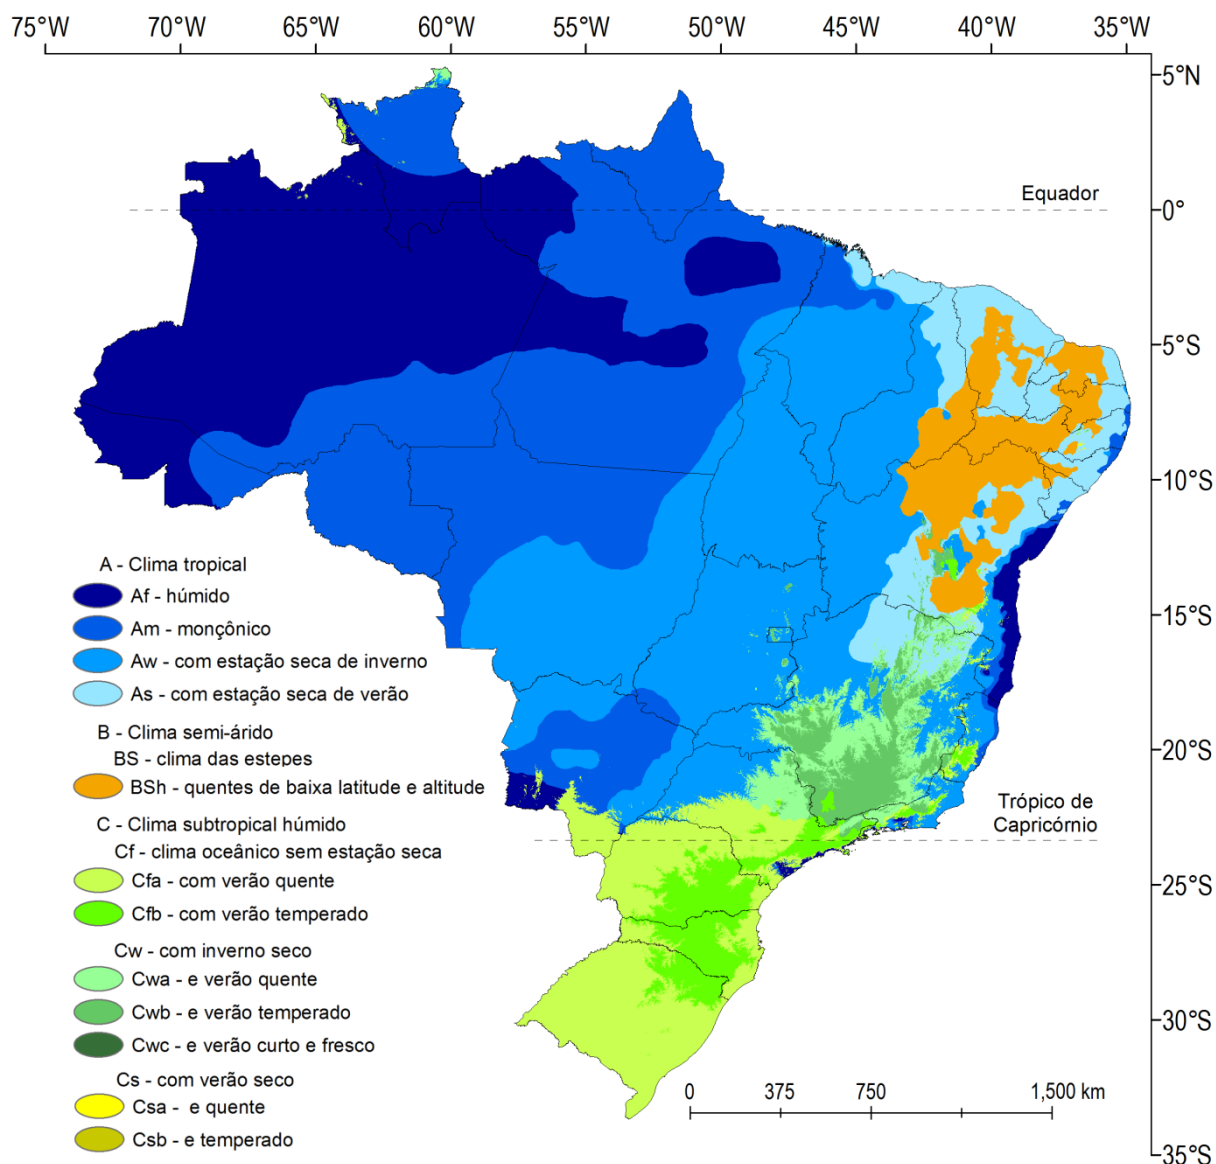 75°W 70°W 65°W 60°W 55°W 50°W 45°W 40°W 35°W
5°N
Equador
0°
5°S
10°S
A - Clima tropical
Af - húmido
Am - monçônico
Aw - com estação seca de inverno
As - com estação seca de verão
15°S
B - Clima semi-árido
BS - clima das estepes
BSh - quentes de baixa latitude e altitude
20°S
Trópico de
Capricórnio
C - Clima subtropical húmido
Cf - clima oceânico sem estação seca
Cfa - com verão quente
Cfb - com verão temperado
25°S
Cw - com inverno seco
Cwa - e verão quente
Cwb - e verão temperado
Cwc - e verão curto e fresco
30°S
Cs - com verão seco
Csa - e quente
Csb - e temperado
0 375 750 1,500 km
35°S